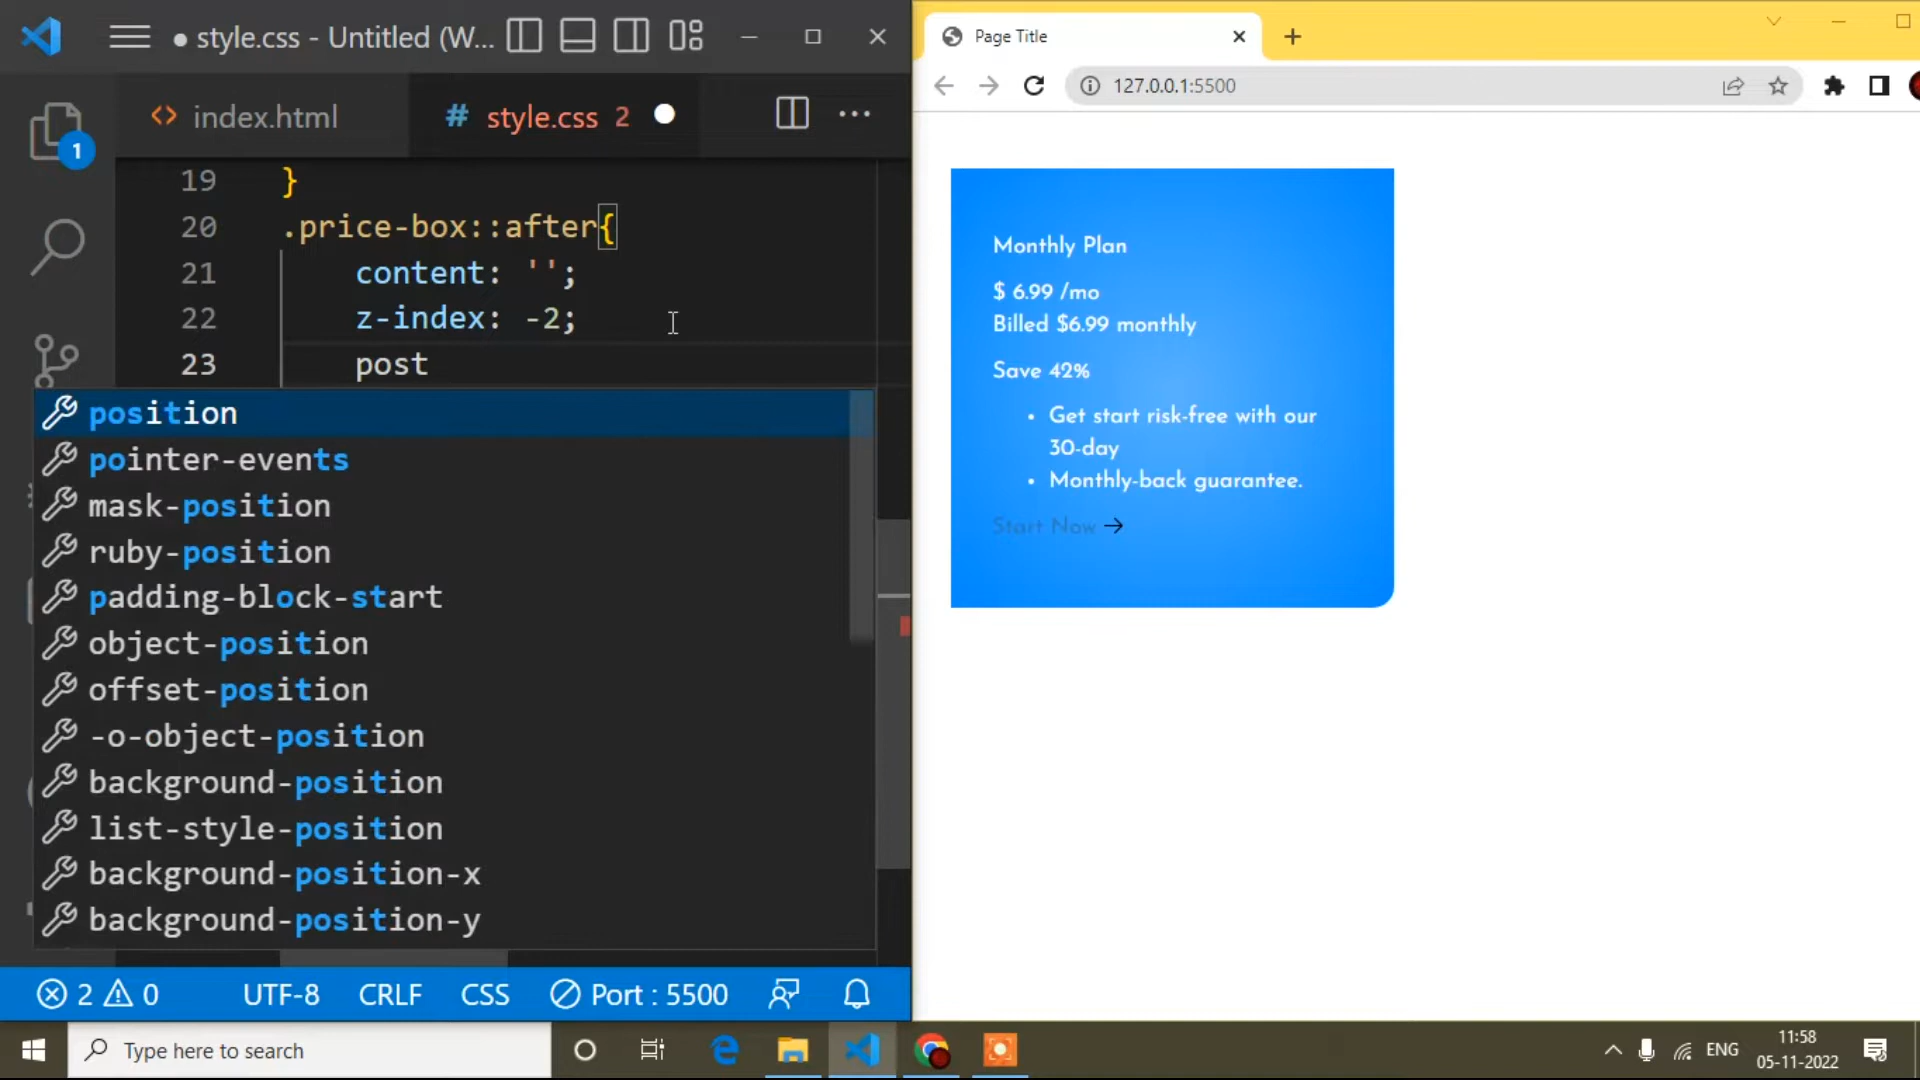 ● style.css - Untitled (W...
index.html
# style.css 2
19 }
20 .price-box::after{
21 content: '';
22 z-index: -2;
23 post
position
pointer-events
mask-position
ruby-position
padding-block-start
object-position
offset-position
-o-object-position
background-position
list-style-position
background-position-x
background-position-y
1
2 0 UTF-8 CRLF CSS Port : 5500
Page Title
127.0.0.1:5500
Monthly Plan
$ 6.99 /mo
Billed $6.99 monthly
Save 42%
• Get start risk-free with our
30-day
• Monthly-back guarantee.
Start Now →
Type here to search
ENG
11:58
05-11-2022